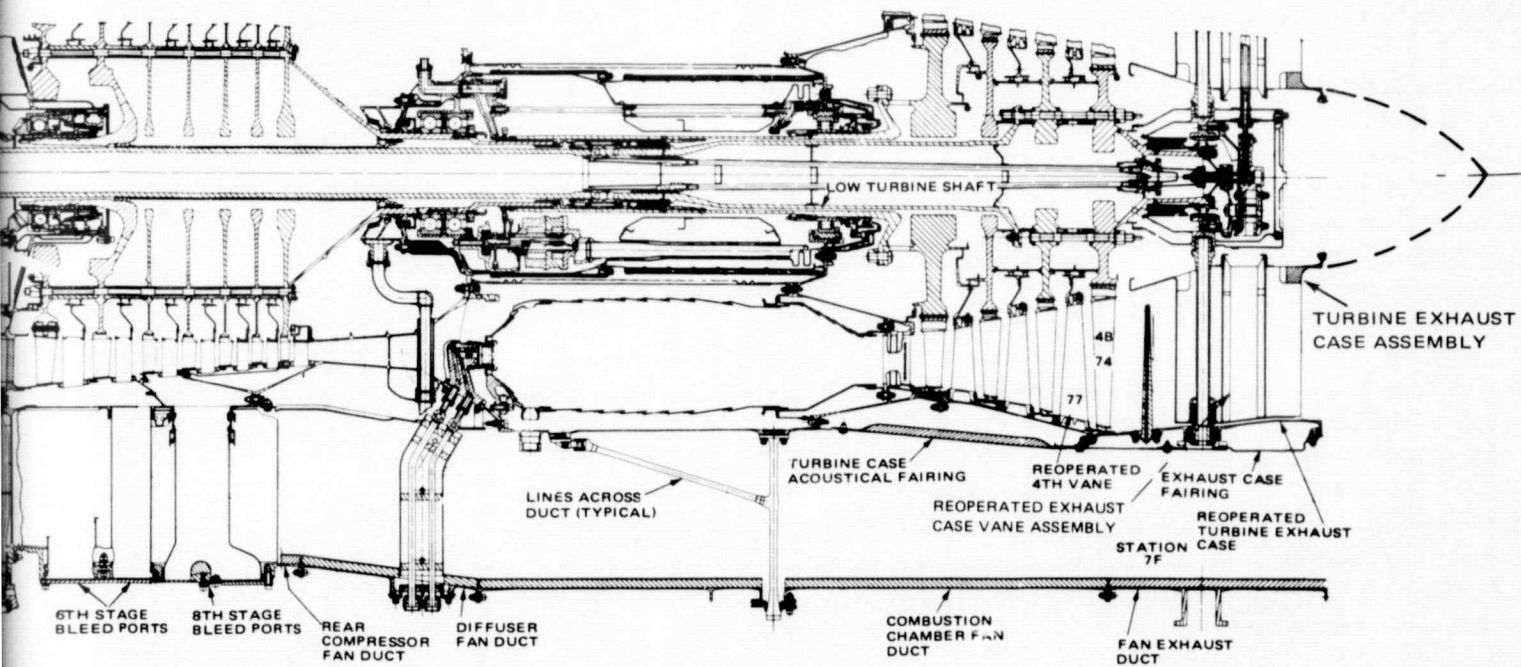 LOW TURBINE SHAFT
TURBINE EXHAUST
CASE ASSEMBLY
4B
74
77
TURBINE CASE
ACOUSTICAL FAIRING
REOPERATED
4TH VANE
EXHAUST CASE
FAIRING
LINES ACROSS
DUCT (TYPICAL)
REOPERATED EXHAUST
CASE VANE ASSEMBLY
REOPERATED
TURBINE EXHAUST
CASE
STATION
7F
6TH STAGE
BLEED PORTS
8TH STAGE
BLEED PORTS
REAR
COMPRESSOR
FAN DUCT
DIFFUSER
FAN DUCT
COMBUSTION
CHAMBER FAN
DUCT
FAN EXHAUST
DUCT